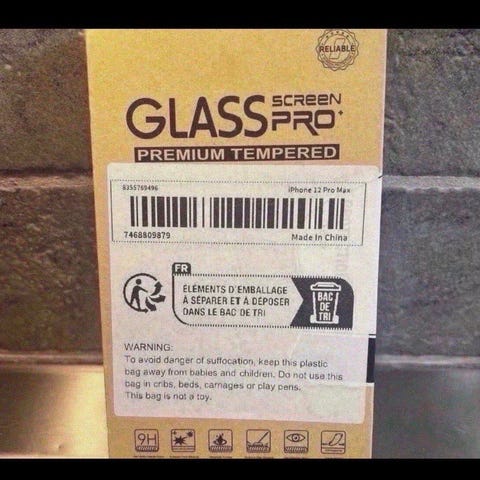 RELIABLE
GLASS SCREEN PRO+
PREMIUM TEMPERED
8355769496 iPhone 12 Pro Max
7468809879 Made In China
FR
ÉLÉMENTS D'EMBALLAGE
À SÉPARER ET À DÉPOSER
DANS LE BAC DE TRI
BAC
DE
TRI
WARNING:
To avoid danger of suffocation, keep this plastic
bag away from babies and children. Do not use this
bag in cribs, beds, carriages or play pens.
This bag is not a toy.
9H